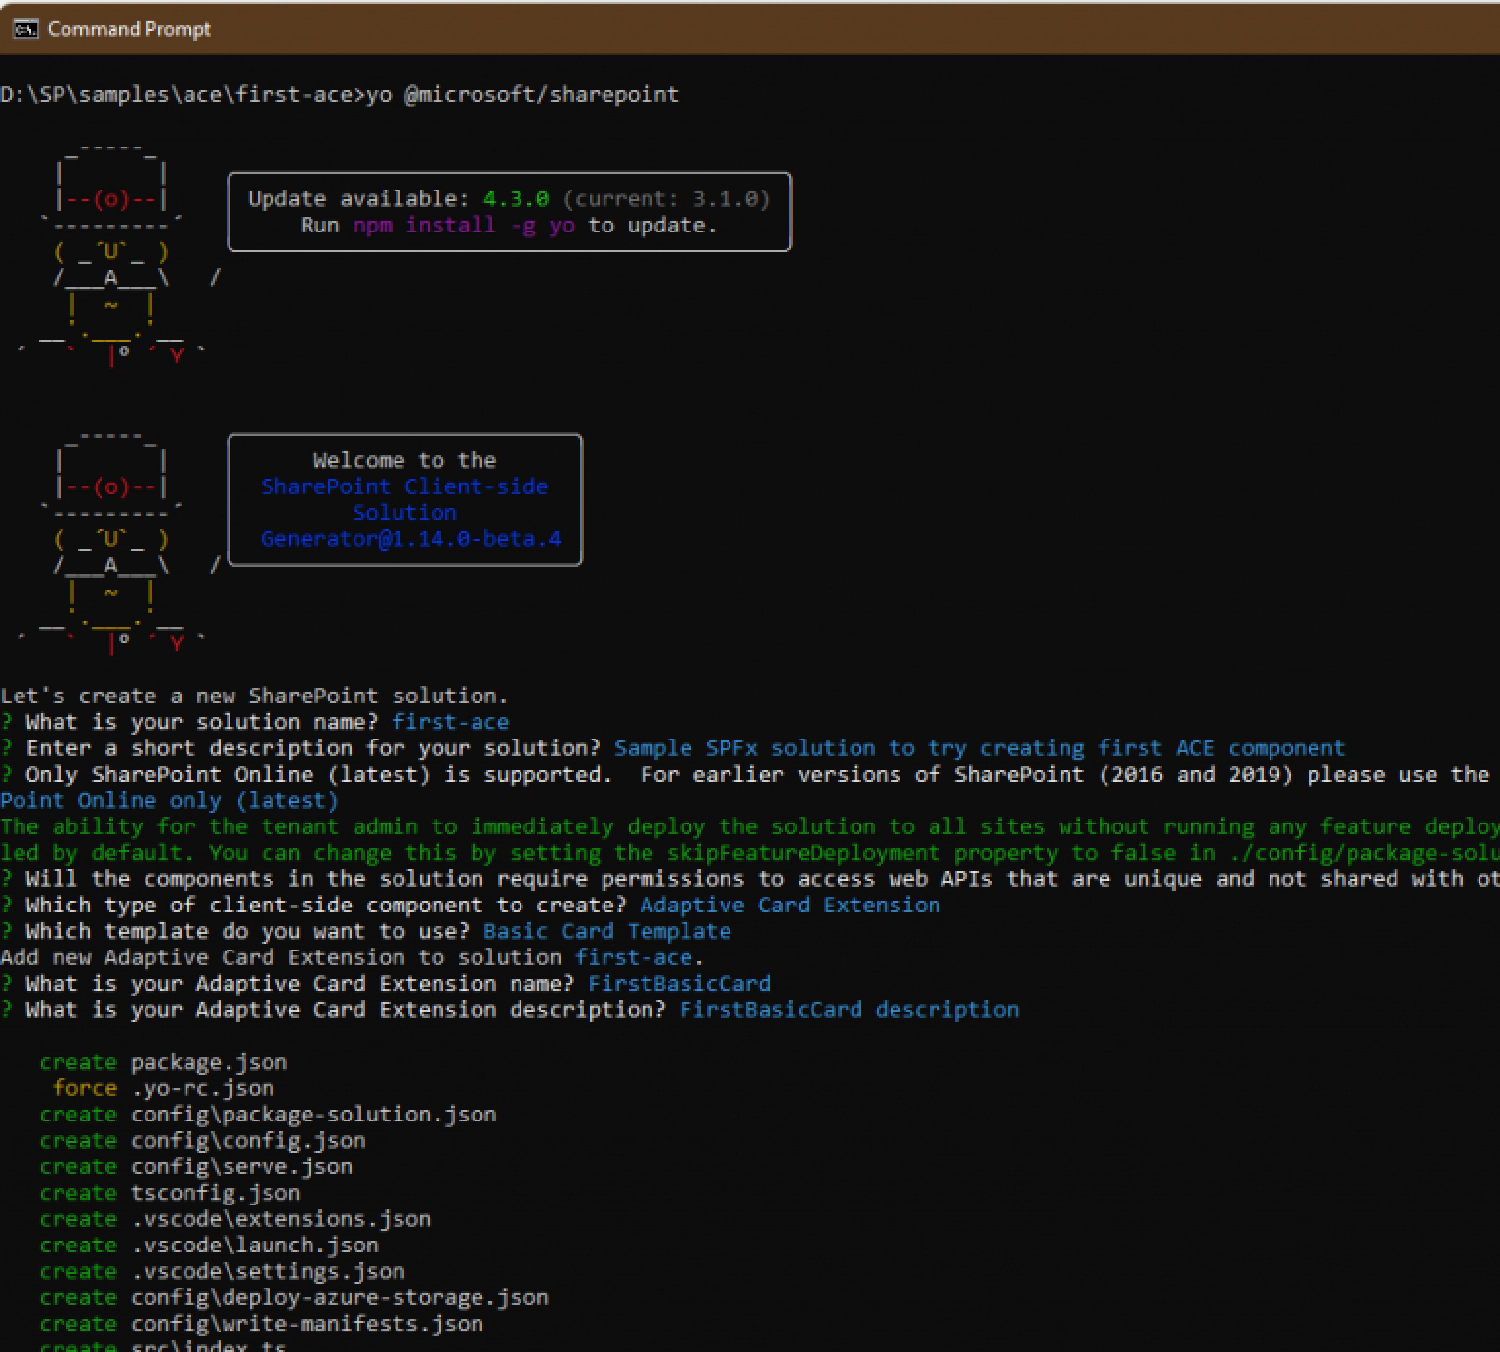 Command Prompt
D:\SP\samples\ace\first-ace>yo @microsoft/sharepoint
     _-----_
    |       |
    |--(o)--|
   `---------´
    ( _´U`_ )
    /___A___\   /
     |  ~  |
   __'.___.'__
 ´   `  |° ´ Y `
Update available: 4.3.0 (current: 3.1.0)
Run npm install -g yo to update.
     _-----_
    |       |
    |--(o)--|
   `---------´
    ( _´U`_ )
    /___A___\   /
     |  ~  |
   __'.___.'__
 ´   `  |° ´ Y `
Welcome to the
SharePoint Client-side
Solution
Generator@1.14.0-beta.4
Let's create a new SharePoint solution.
? What is your solution name? first-ace
? Enter a short description for your solution? Sample SPFx solution to try creating first ACE component
? Only SharePoint Online (latest) is supported.  For earlier versions of SharePoint (2016 and 2019) please use the
Point Online only (latest)
The ability for the tenant admin to immediately deploy the solution to all sites without running any feature deploy
led by default. You can change this by setting the skipFeatureDeployment property to false in ./config/package-solu
? Will the components in the solution require permissions to access web APIs that are unique and not shared with ot
? Which type of client-side component to create? Adaptive Card Extension
? Which template do you want to use? Basic Card Template
Add new Adaptive Card Extension to solution first-ace.
? What is your Adaptive Card Extension name? FirstBasicCard
? What is your Adaptive Card Extension description? FirstBasicCard description
create package.json
force .yo-rc.json
create config\package-solution.json
create config\config.json
create config\serve.json
create tsconfig.json
create .vscode\extensions.json
create .vscode\launch.json
create .vscode\settings.json
create config\deploy-azure-storage.json
create config\write-manifests.json
create src\index.ts